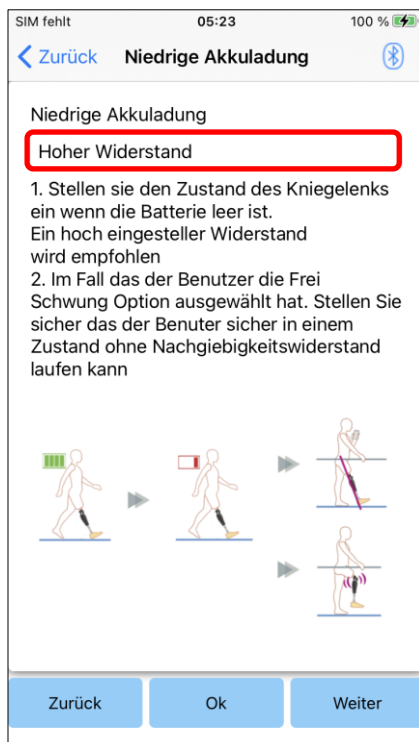 SIM fehlt 05:23 100 %
Zurück Niedrige Akkuladung
Niedrige Akkuladung
Hoher Widerstand
1. Stellen sie den Zustand des Kniegelenks
ein wenn die Batterie leer ist.
Ein hoch eingesteller Widerstand
wird empfohlen
2. Im Fall das der Benutzer die Frei
Schwung Option ausgewählt hat. Stellen Sie
sicher das der Benuter sicher in einem
Zustand ohne Nachgiebigkeitswiderstand
laufen kann
Zurück Ok Weiter